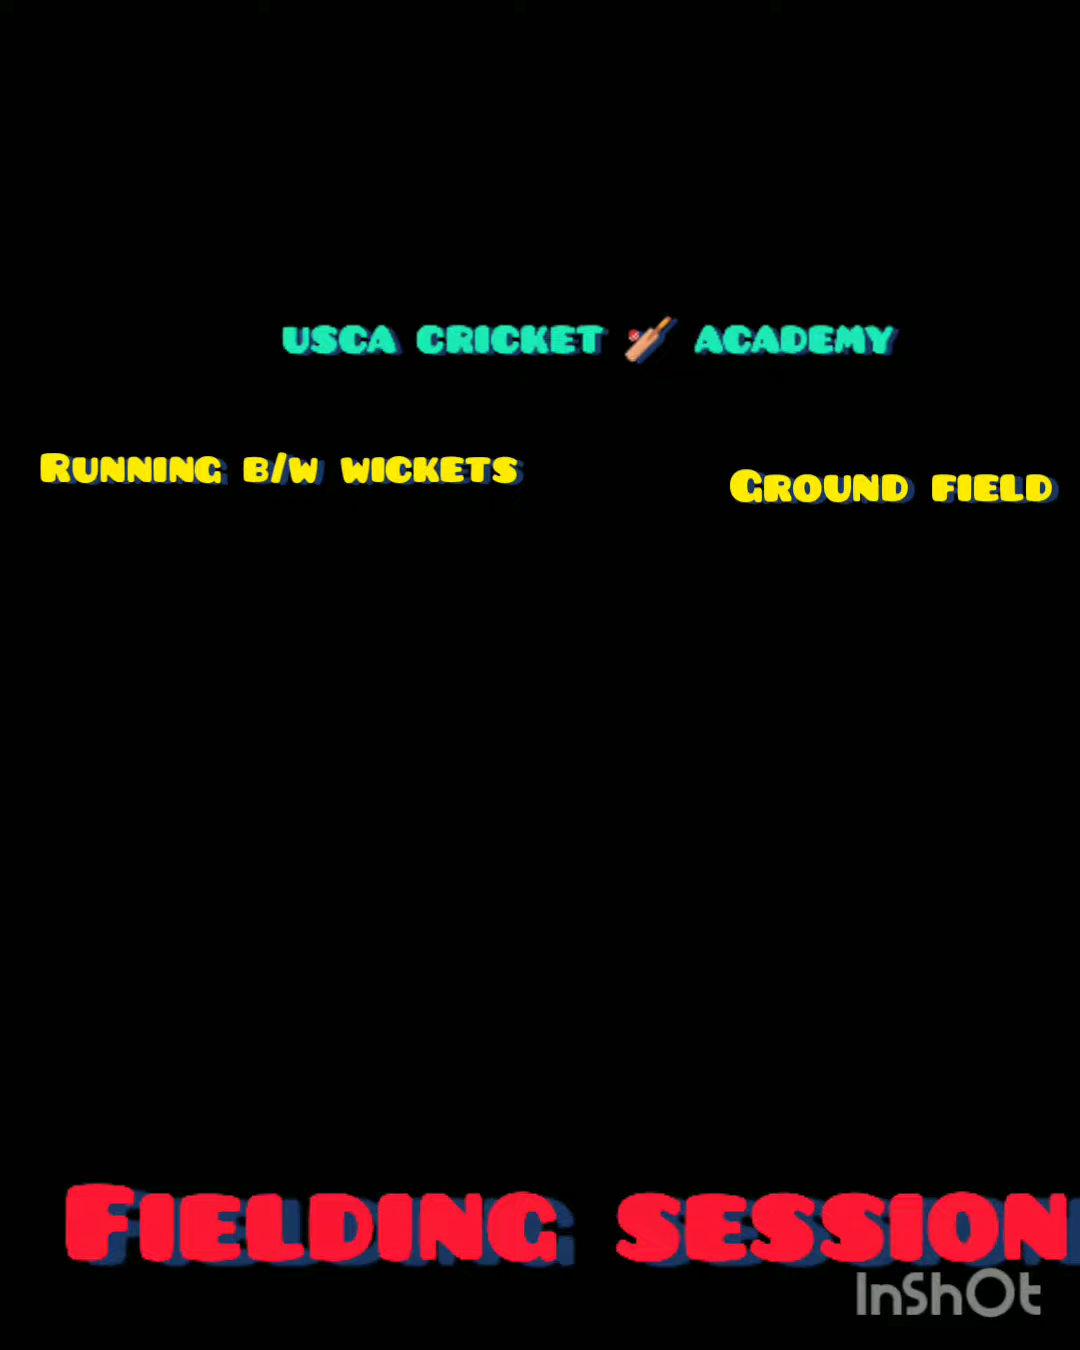 USCA CRICKET 🏏 ACADEMY
RUNNING B/W WICKETS
GROUND FIELD
FIELDING SESSION
InShOt